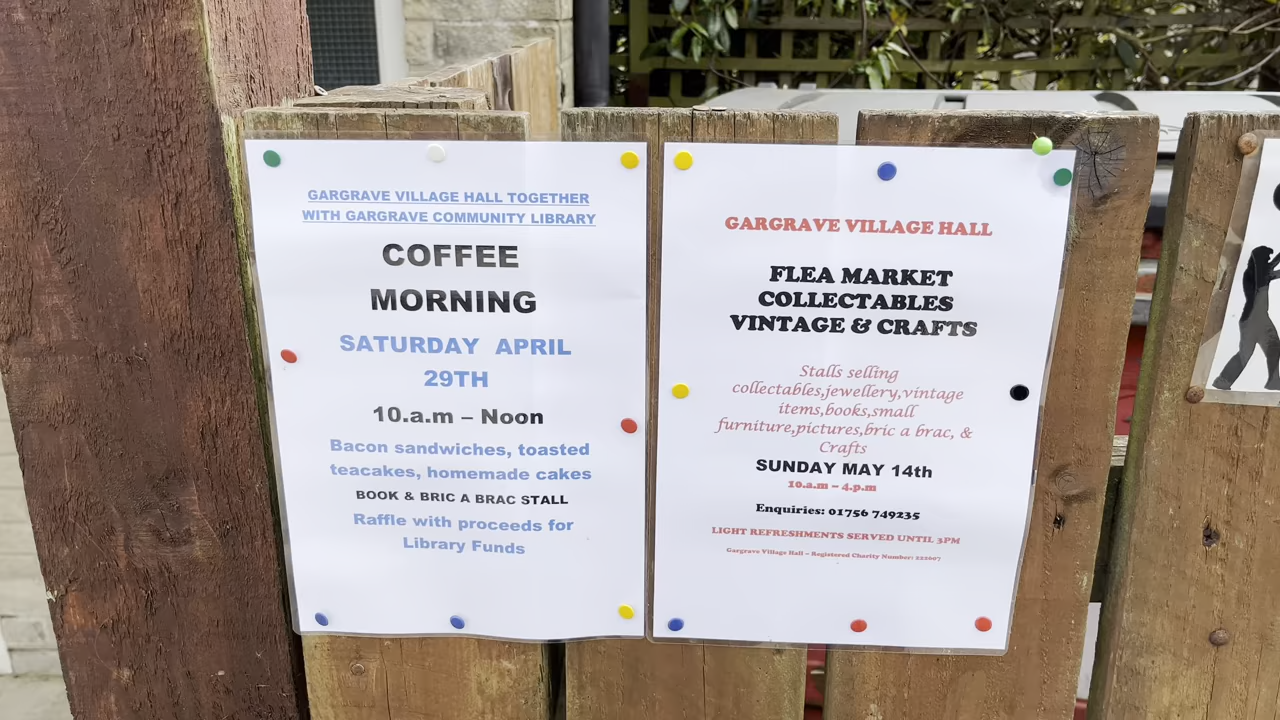 GARGRAVE VILLAGE HALL TOGETHER
WITH GARGRAVE COMMUNITY LIBRARY
COFFEE
MORNING
SATURDAY APRIL
29TH
10.a.m – Noon
Bacon sandwiches, toasted
teacakes, homemade cakes
BOOK & BRIC A BRAC STALL
Raffle with proceeds for
Library Funds
GARGRAVE VILLAGE HALL
FLEA MARKET
COLLECTABLES
VINTAGE & CRAFTS
Stalls selling
collectables,jewellery,vintage
items,books,small
furniture,pictures,bric a brac, &
Crafts
SUNDAY MAY 14th
10.a.m – 4.p.m
Enquiries: 01756 749235
LIGHT REFRESHMENTS SERVED UNTIL 3PM
Gargrave Village Hall – Registered Charity Number: 222607